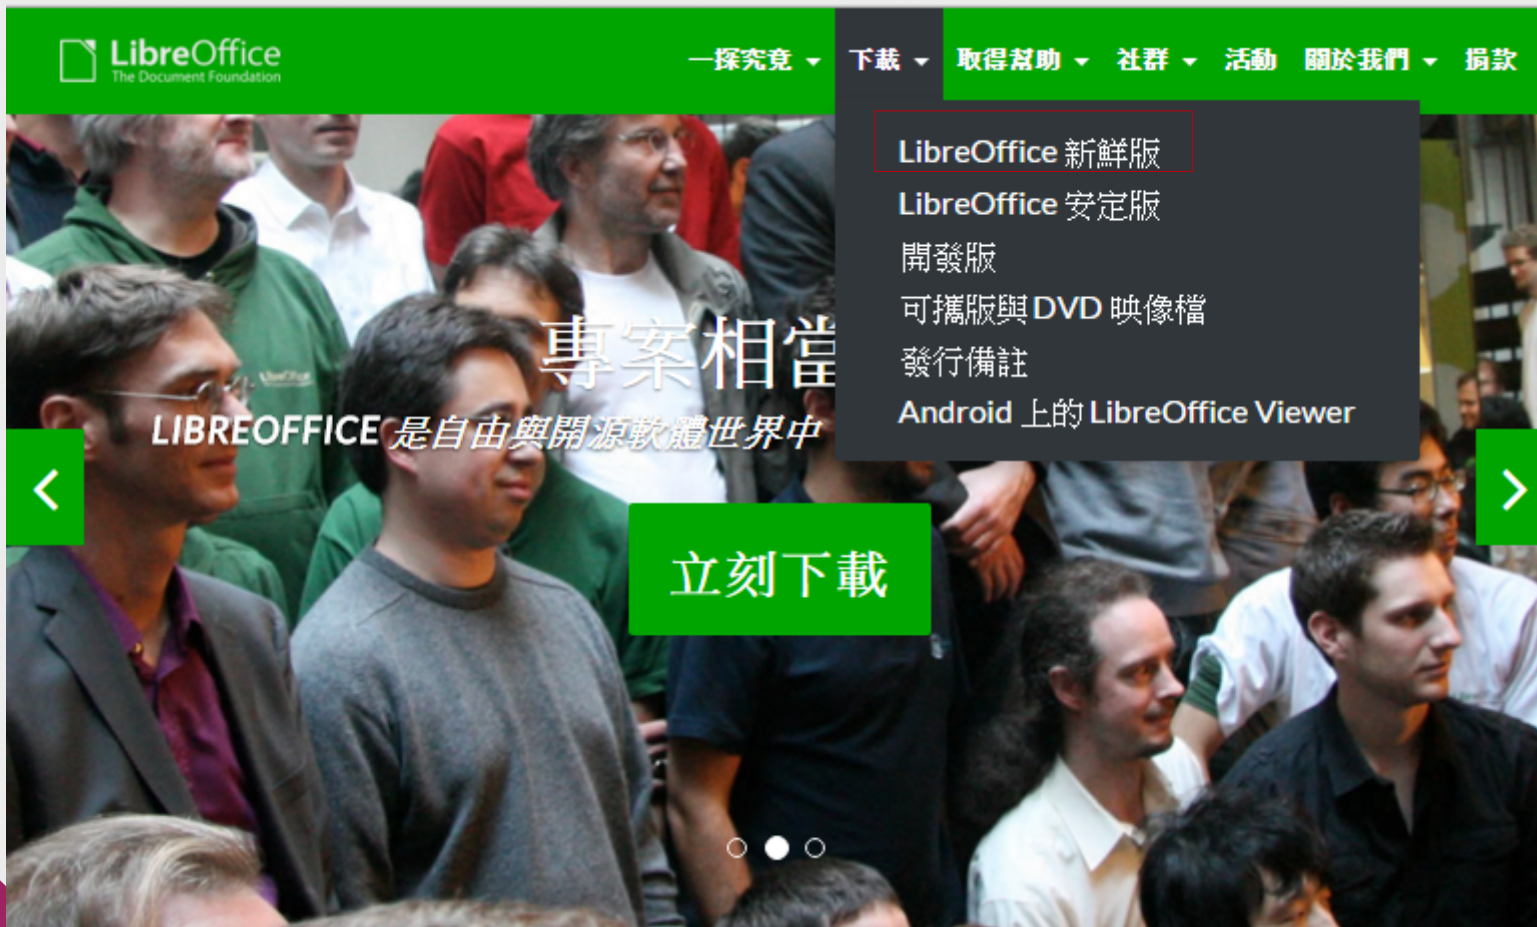 LibreOffice
The Document Foundation
一探究竟 下載 取得幫助 社群 活動 關於我們 捐款
LibreOffice 新鮮版
LibreOffice 安定版
開發版
可攜版與 DVD 映像檔
發行備註
Android 上的 LibreOffice Viewer
專案相當
LIBREOFFICE 是自由與開源軟體世界中
立刻下載